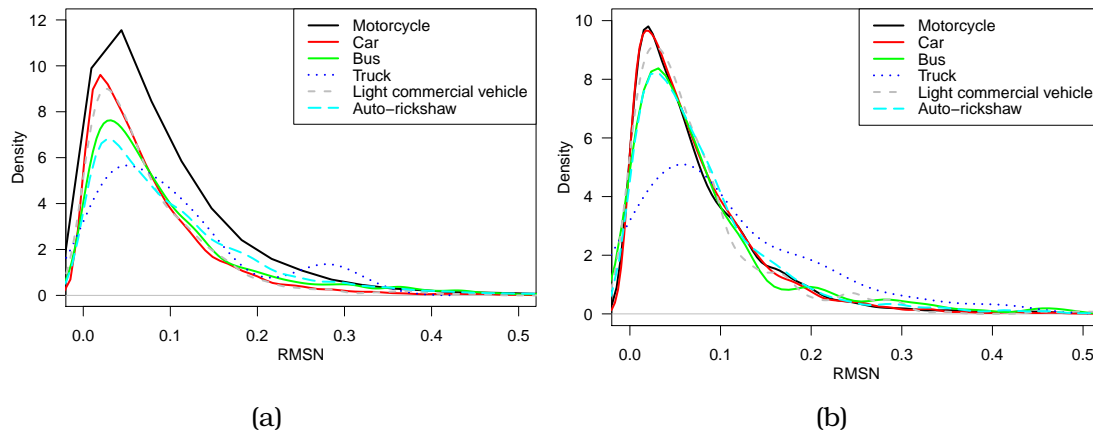 12
10
8
6
4
2
0
Density
Motorcycle
Car
Bus
Truck
Light commercial vehicle
Auto−rickshaw
0.0 0.1 0.2 0.3 0.4 0.5
RMSN
(a)
10
8
6
4
2
0
Density
Motorcycle
Car
Bus
Truck
Light commercial vehicle
Auto−rickshaw
0.0 0.1 0.2 0.3 0.4 0.5
RMSN
(b)